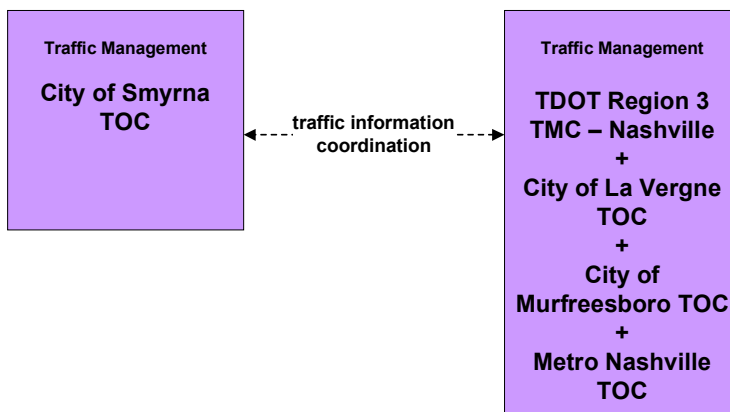 Traffic Management
City of Smyrna
TOC
traffic information
coordination
Traffic Management
TDOT Region 3
TMC – Nashville
+
City of La Vergne
TOC
+
City of
Murfreesboro TOC
+
Metro Nashville
TOC